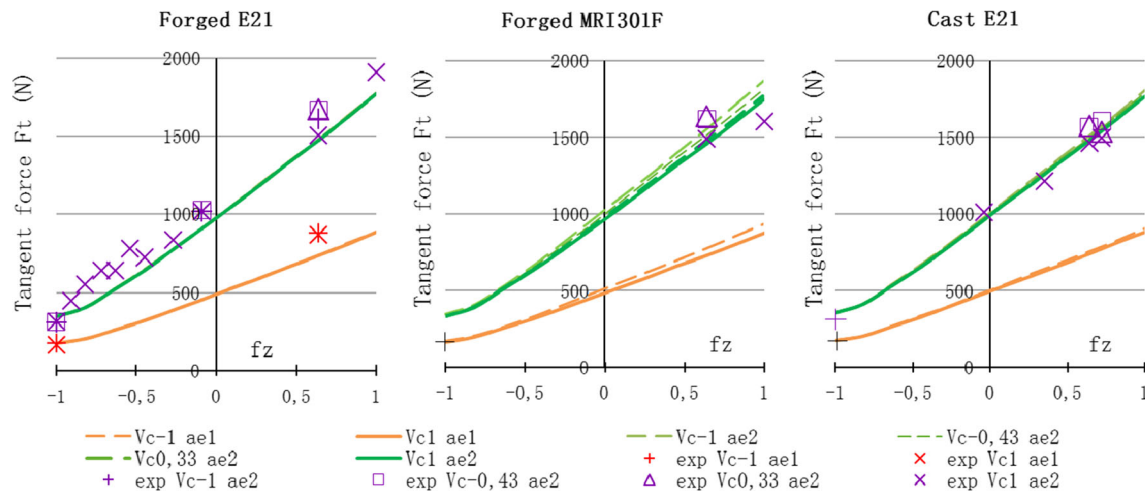 Forged E21
Forged MRI301F
Cast E21
Tangent force Ft (N)
2000
1500
1000
500
0
fz
-1
-0,5
0
0,5
1
Tangent force Ft (N)
2000
1500
1000
500
0
fz
-1
-0,5
0
0,5
1
Tangent force Ft (N)
2000
1500
1000
500
0
fz
-1
-0,5
0
0,5
1
Vc-1 ae1
Vc1 ae1
Vc-1 ae2
Vc-0,43 ae2
Vc0,33 ae2
Vc1 ae2
exp Vc-1 ae1
exp Vc1 ae1
exp Vc-1 ae2
exp Vc-0,43 ae2
exp Vc0,33 ae2
exp Vc1 ae2